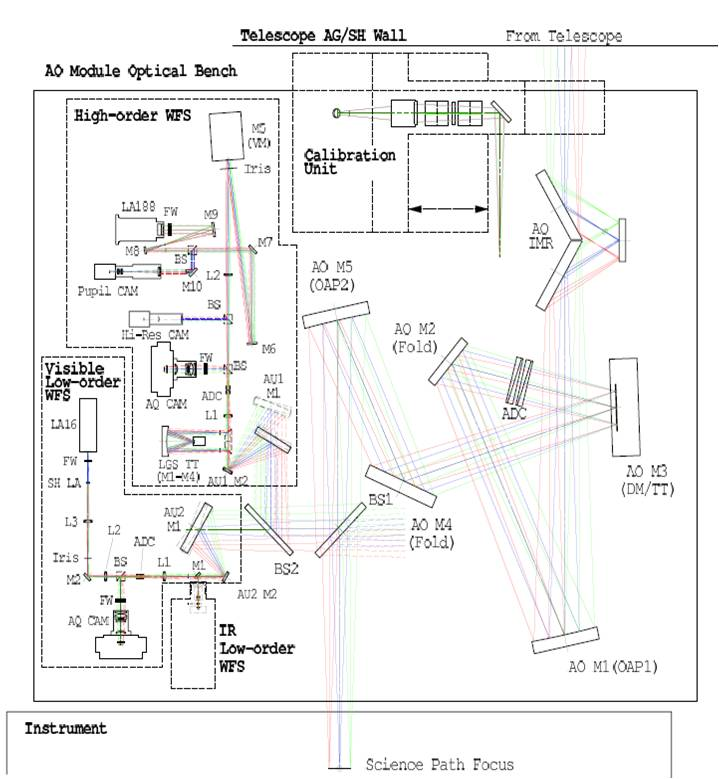 Telescope AG/SH Wall
From Telescope
AO Module Optical Bench
High-order WFS
M5
(VM)
Iris
Calibration
Unit
LA188
FW
M9
M8
BS
M7
M10
L2
Pupil CAM
BS
Hi-Res CAM
M6
AO
IMR
AO M5
(OAP2)
AO M2
(Fold)
Visible
Low-order
WFS
FW
BS
AQ CAM
ADC
AU1
M1
L1
LA16
LGS TT
(M1-M4)
AU1 M2
ADC
FW
SH LA
AO M3
(DM/TT)
BS1
AO M4
(Fold)
L3
AU2
M1
L2
Iris
BS
ADC
L1
M1
BS2
M2
AU2 M2
FW
AQ CAM
IR
Low-order
WFS
AO M1(OAP1)
Instrument
Science Path Focus